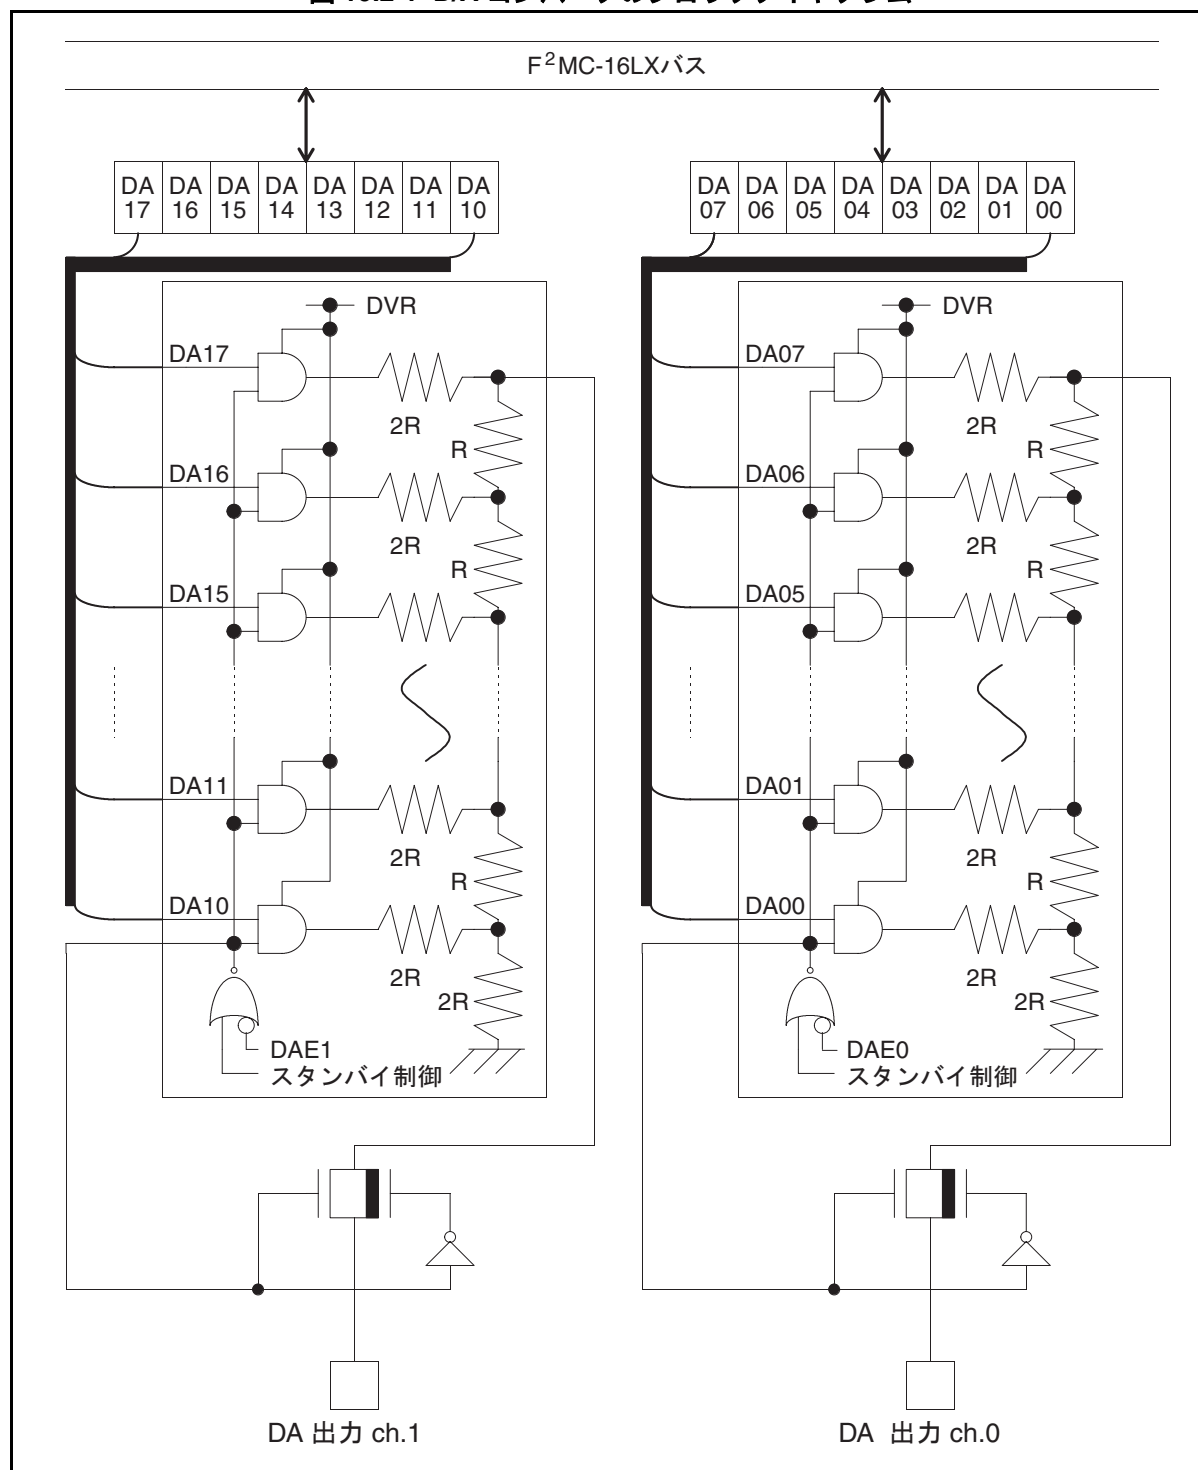 F²MC-16LXバス
DA 17 DA 16 DA 15 DA 14 DA 13 DA 12 DA 11 DA 10
DA 07 DA 06 DA 05 DA 04 DA 03 DA 02 DA 01 DA 00
DVR
DA17
2R
R
DA16
2R
R
DA15
DA11
2R
R
DA10
2R
2R
DAE1
スタンバイ制御
DA 出力 ch.1
DVR
DA07
2R
R
DA06
2R
R
DA05
DA01
2R
R
DA00
2R
2R
DAE0
スタンバイ制御
DA 出力 ch.0